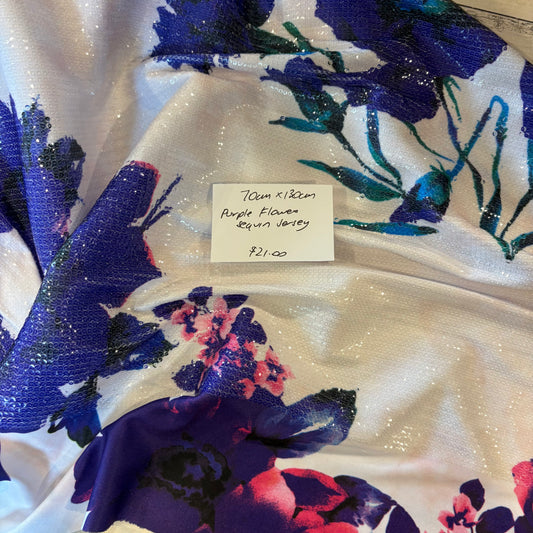 70cm x 130cm
Purple Flower
Sequin Jersey
$21.00